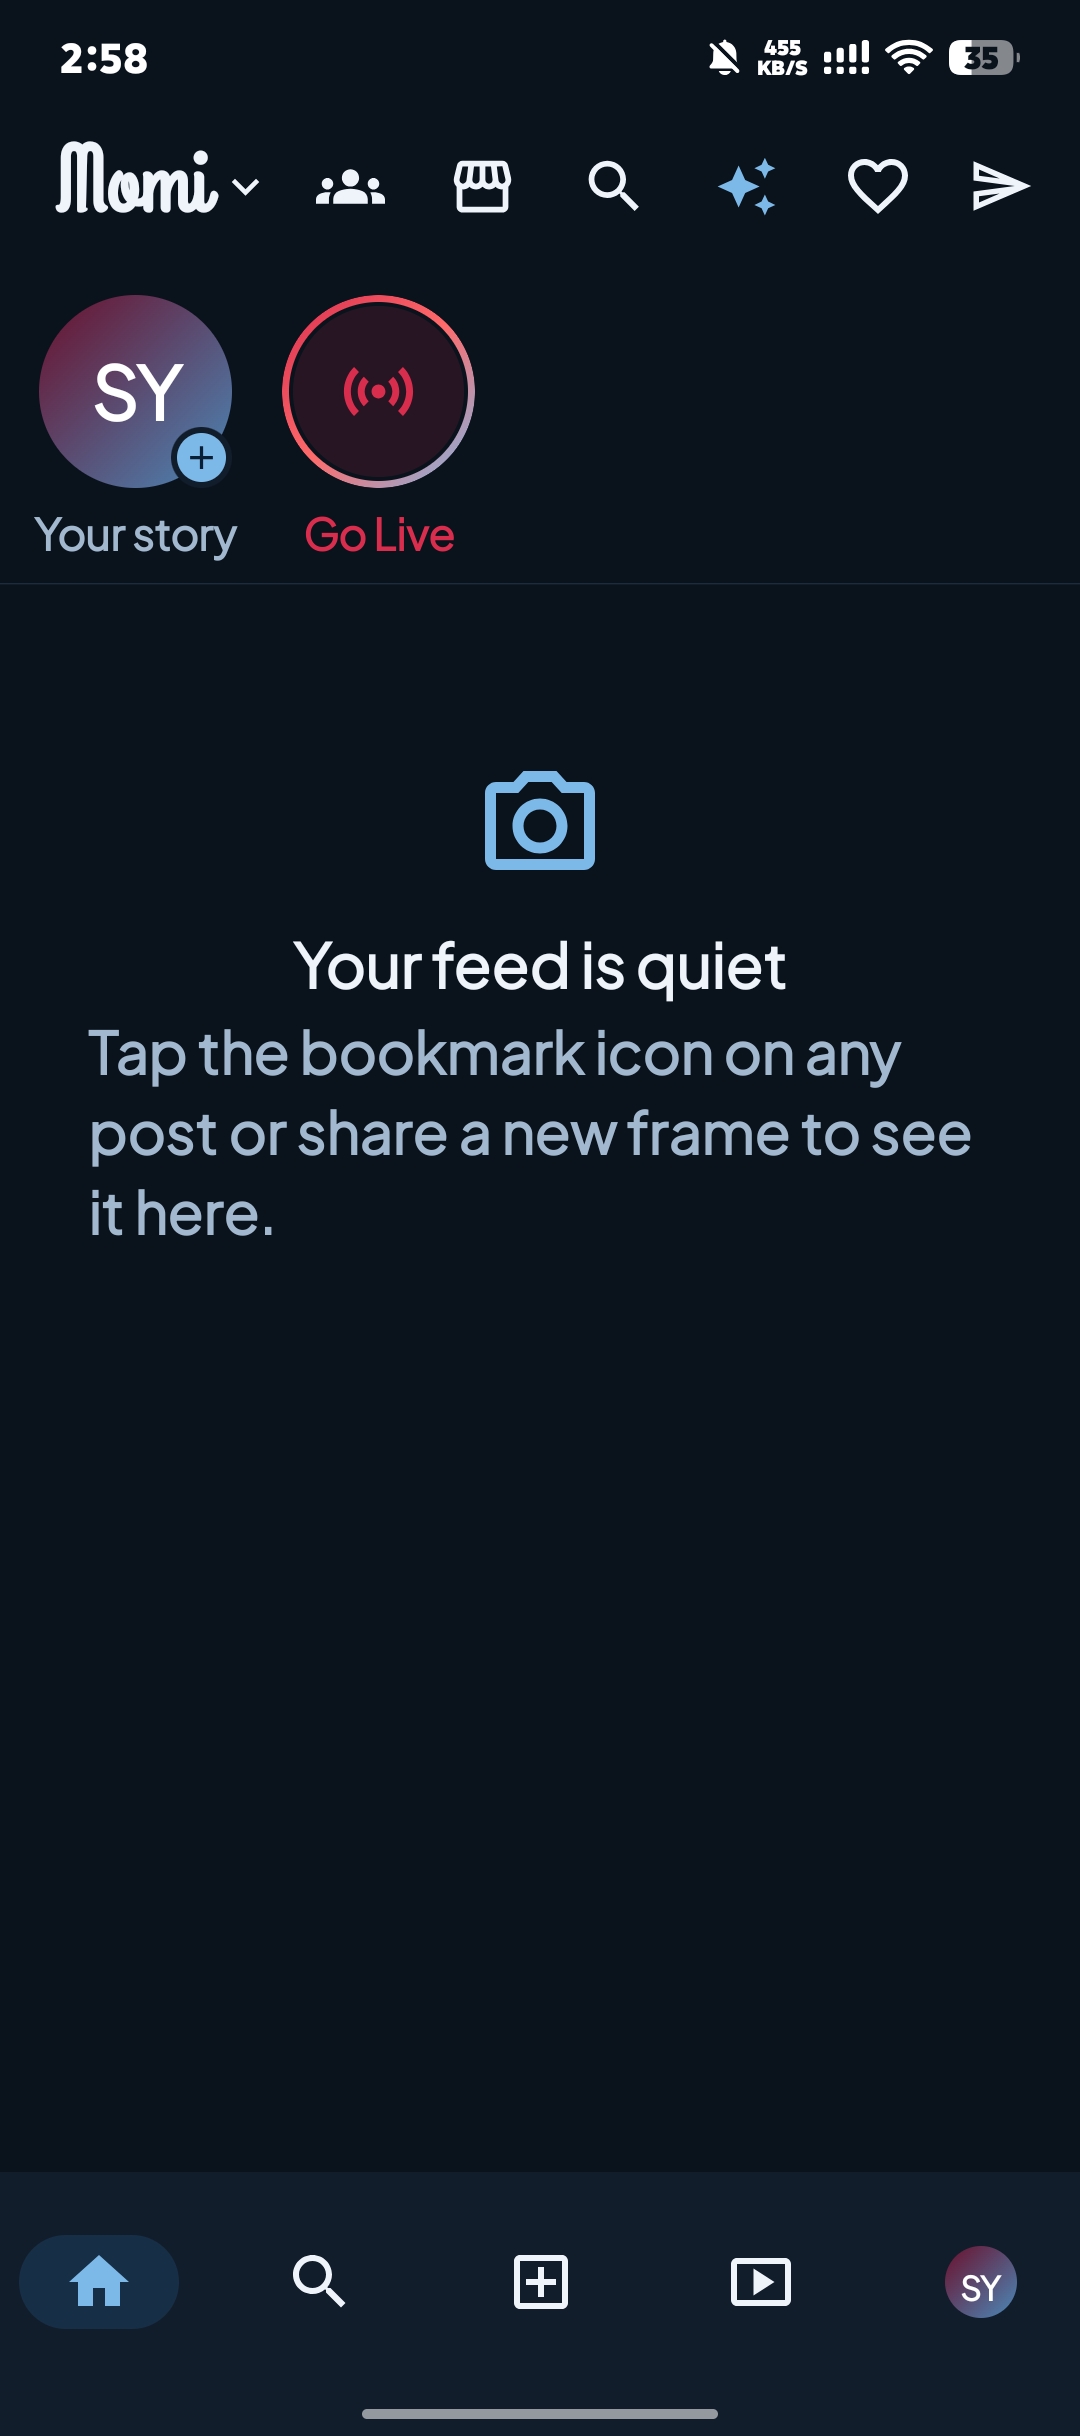 2:58
455
KB/S
35
Momi
SY
Your story
Go Live
Your feed is quiet
Tap the bookmark icon on any
post or share a new frame to see
it here.
SY